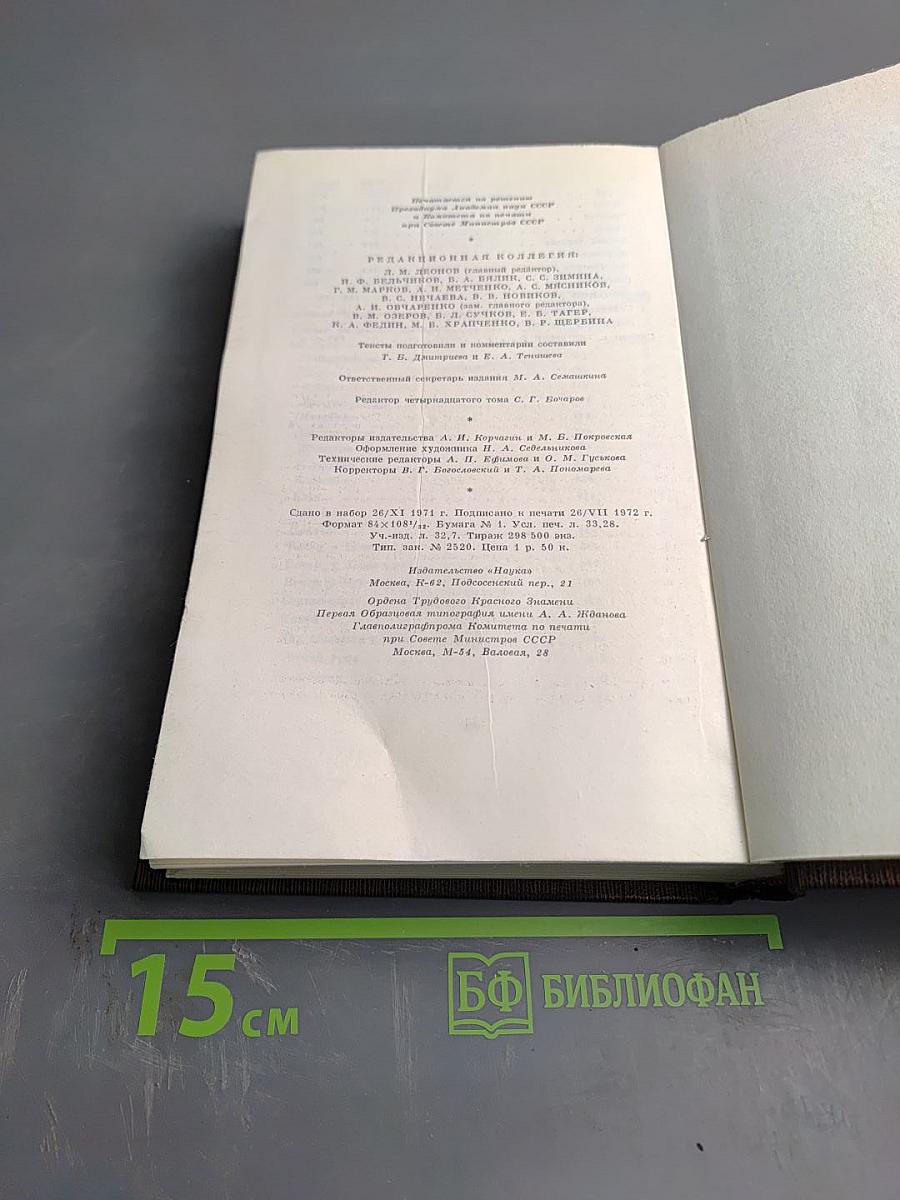 Печатается по решению
Президиума Академии наук СССР
и Комитета по печати
при Совете Министров СССР
*
РЕДАКЦИОННАЯ КОЛЛЕГИЯ:
Л. М. ЛЕОНОВ (главный редактор),
Н. Ф. БЕЛЬЧИКОВ, Б. А. БЯЛИК, С. С. ЗИМИНА,
Г. М. МАРКОВ, А. И. МЕТЧЕНКО, А. С. МЯСНИКОВ,
В. С. НЕЧАЕВА, В. В. НОВИКОВ,
А. И. ОВЧАРЕНКО (зам. главного редактора),
В. М. ОЗЕРОВ, Б. Л. СУЧКОВ, Е. Б. ТАГЕР,
К. А. ФЕДИН, М. Б. ХРАПЧЕНКО, В. Р. ЩЕРБИНА
Тексты подготовили и комментарии составили
Т. Б. Дмитриева и Е. А. Тенишева
Ответственный секретарь издания М. А. Семашкина
Редактор четырнадцатого тома С. Г. Бочаров
*
Редакторы издательства А. И. Корчагин и М. Б. Покровская
Оформление художника Н. А. Седельникова
Технические редакторы А. П. Ефимова и О. М. Гуськова
Корректоры В. Г. Богословский и Т. А. Пономарева
*
Сдано в набор 26/XI 1971 г. Подписано к печати 26/VII 1972 г.
Формат 84×108¹/₃₂. Бумага № 1. Усл. печ. л. 33,28.
Уч.-изд. л. 32,7. Тираж 298 500 экз.
Тип. зак. № 2520. Цена 1 р. 50 к.
Издательство «Наука»
Москва, К-62, Подсосенский пер., 21
Ордена Трудового Красного Знамени
Первая Образцовая типография имени А. А. Жданова
Главполиграфпрома Комитета по печати
при Совете Министров СССР
Москва, М-54, Валовая, 28
15 см
БФ БИБЛИОФАН